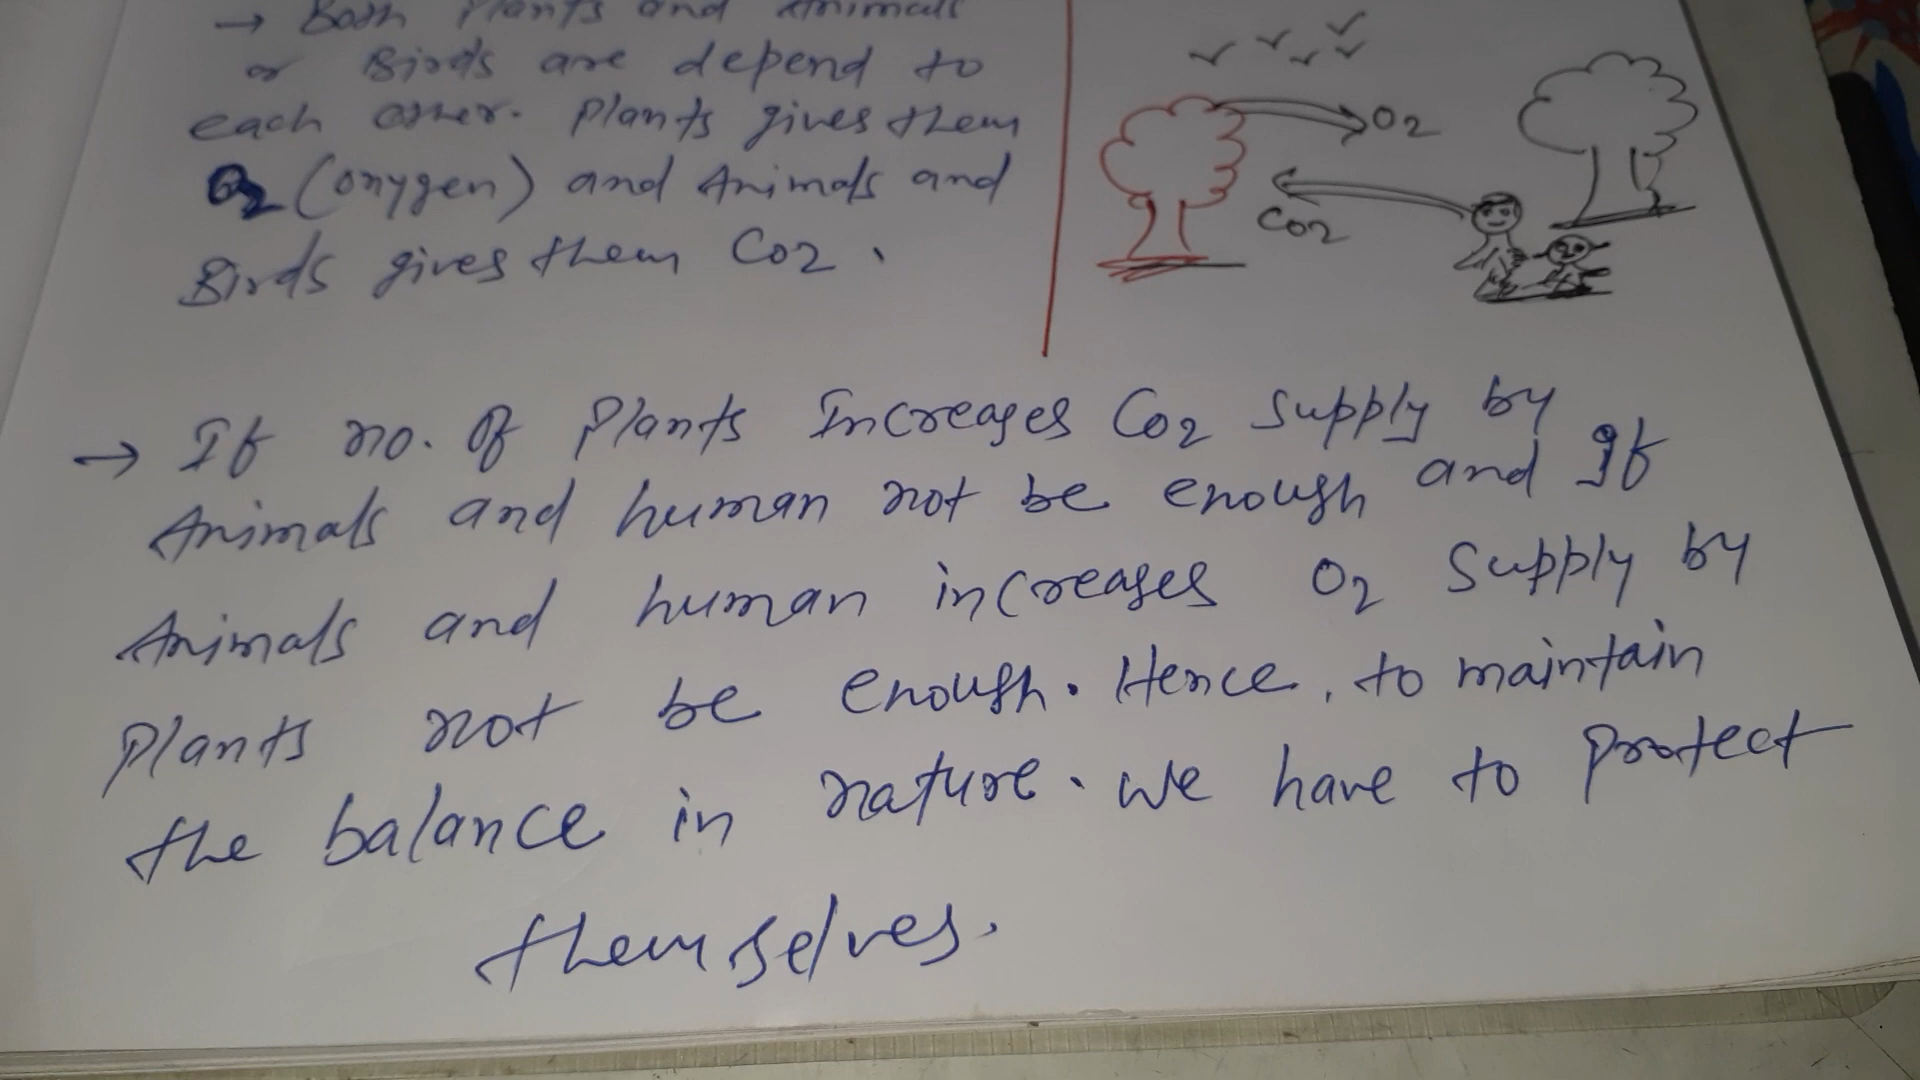 → Both Plants and Animals
or Birds are depend to
each other. Plants gives them
O2 (oxygen) and Animals and
Birds gives them CO2.
O2
CO2
→ If no. of Plants Increases CO2 Supply by
Animals and human not be enough and If
Animals and human increases O2 Supply by
Plants not be enough. Hence, to maintain
the balance in nature. We have to protect
themselves.